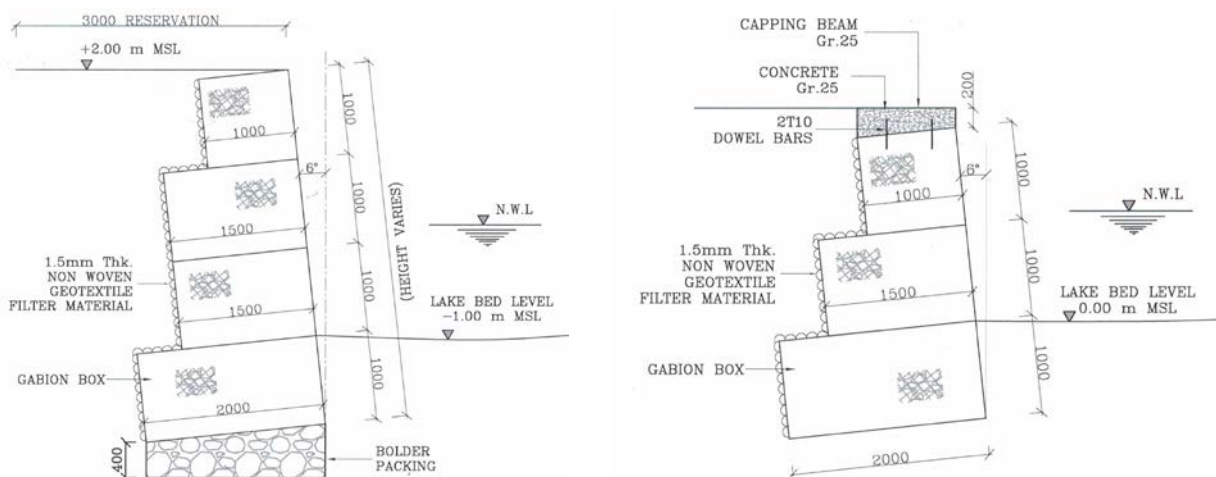 3000 RESERVATION
+2.00 m MSL
1000
1000
6°
1000
1500
1000
(HEIGHT VARIES)
N.W.L
1.5mm Thk.
NON WOVEN
GEOTEXTILE
FILTER MATERIAL
1500
LAKE BED LEVEL
-1.00 m MSL
GABION BOX
1000
2000
400
BOLDER
PACKING
CAPPING BEAM
Gr.25
CONCRETE
Gr.25
200
2T10
DOWEL BARS
1000
6°
1000
N.W.L
1.5mm Thk.
NON WOVEN
GEOTEXTILE
FILTER MATERIAL
1000
1500
LAKE BED LEVEL
0.00 m MSL
GABION BOX
1000
2000